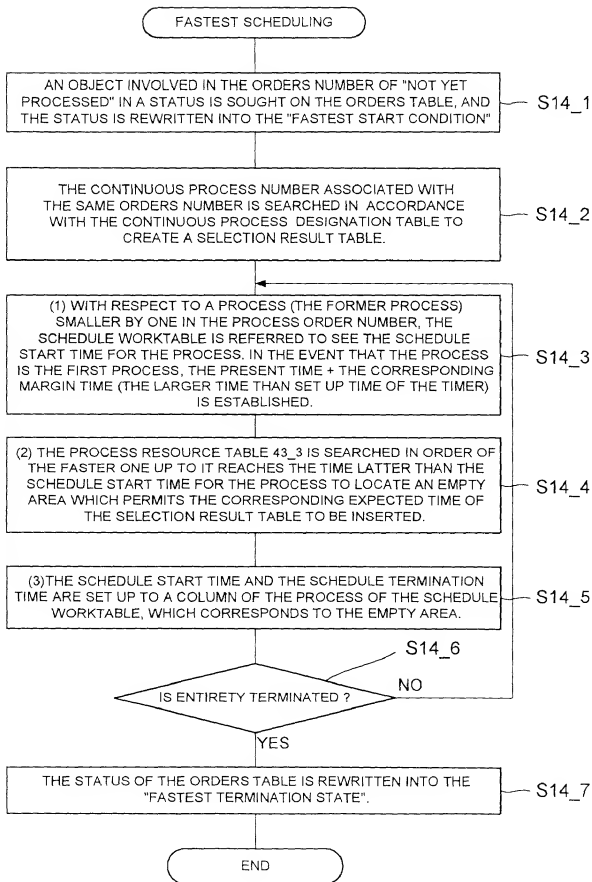 FASTEST SCHEDULING
AN OBJECT INVOLVED IN THE ORDERS NUMBER OF "NOT YET
PROCESSED" IN A STATUS IS SOUGHT ON THE ORDERS TABLE, AND
THE STATUS IS REWRITTEN INTO THE "FASTEST START CONDITION"
S14_1
THE CONTINUOUS PROCESS NUMBER ASSOCIATED WITH
THE SAME ORDERS NUMBER IS SEARCHED IN ACCORDANCE
WITH THE CONTINUOUS PROCESS DESIGNATION TABLE TO
CREATE A SELECTION RESULT TABLE.
S14_2
(1) WITH RESPECT TO A PROCESS (THE FORMER PROCESS)
SMALLER BY ONE IN THE PROCESS ORDER NUMBER, THE
SCHEDULE WORKTABLE IS REFERRED TO SEE THE SCHEDULE
START TIME FOR THE PROCESS. IN THE EVENT THAT THE PROCESS
IS THE FIRST PROCESS, THE PRESENT TIME + THE CORRESPONDING
MARGIN TIME (THE LARGER TIME THAN SET UP TIME OF THE TIMER)
IS ESTABLISHED.
S14_3
(2) THE PROCESS RESOURCE TABLE 43_3 IS SEARCHED IN ORDER OF
THE FASTER ONE UP TO IT REACHES THE TIME LATTER THAN THE
SCHEDULE START TIME FOR THE PROCESS TO LOCATE AN EMPTY
AREA WHICH PERMITS THE CORRESPONDING EXPECTED TIME OF
THE SELECTION RESULT TABLE TO BE INSERTED.
S14_4
(3)THE SCHEDULE START TIME AND THE SCHEDULE TERMINATION
TIME ARE SET UP TO A COLUMN OF THE PROCESS OF THE SCHEDULE
WORKTABLE, WHICH CORRESPONDS TO THE EMPTY AREA.
S14_5
S14_6
IS ENTIRETY TERMINATED ?
NO
YES
THE STATUS OF THE ORDERS TABLE IS REWRITTEN INTO THE
"FASTEST TERMINATION STATE".
S14_7
END